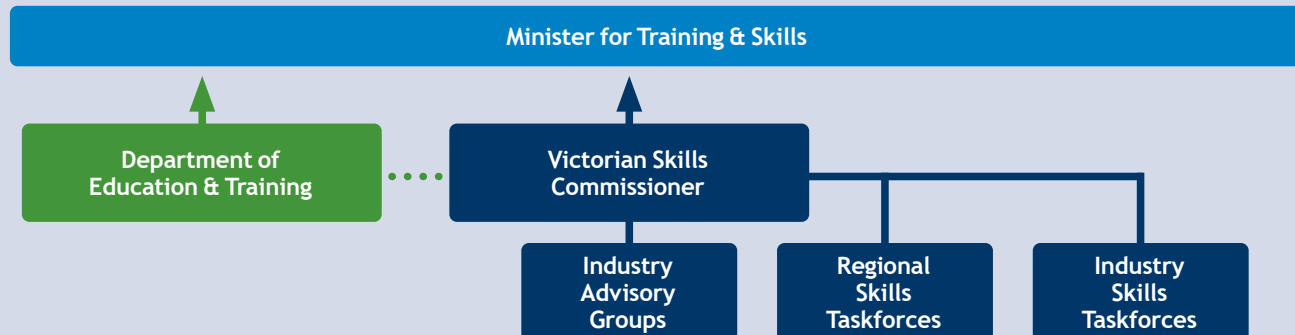 Minister for Training & Skills
Department of
Education & Training
Victorian Skills
Commissioner
Industry
Advisory
Groups
Regional
Skills
Taskforces
Industry
Skills
Taskforces